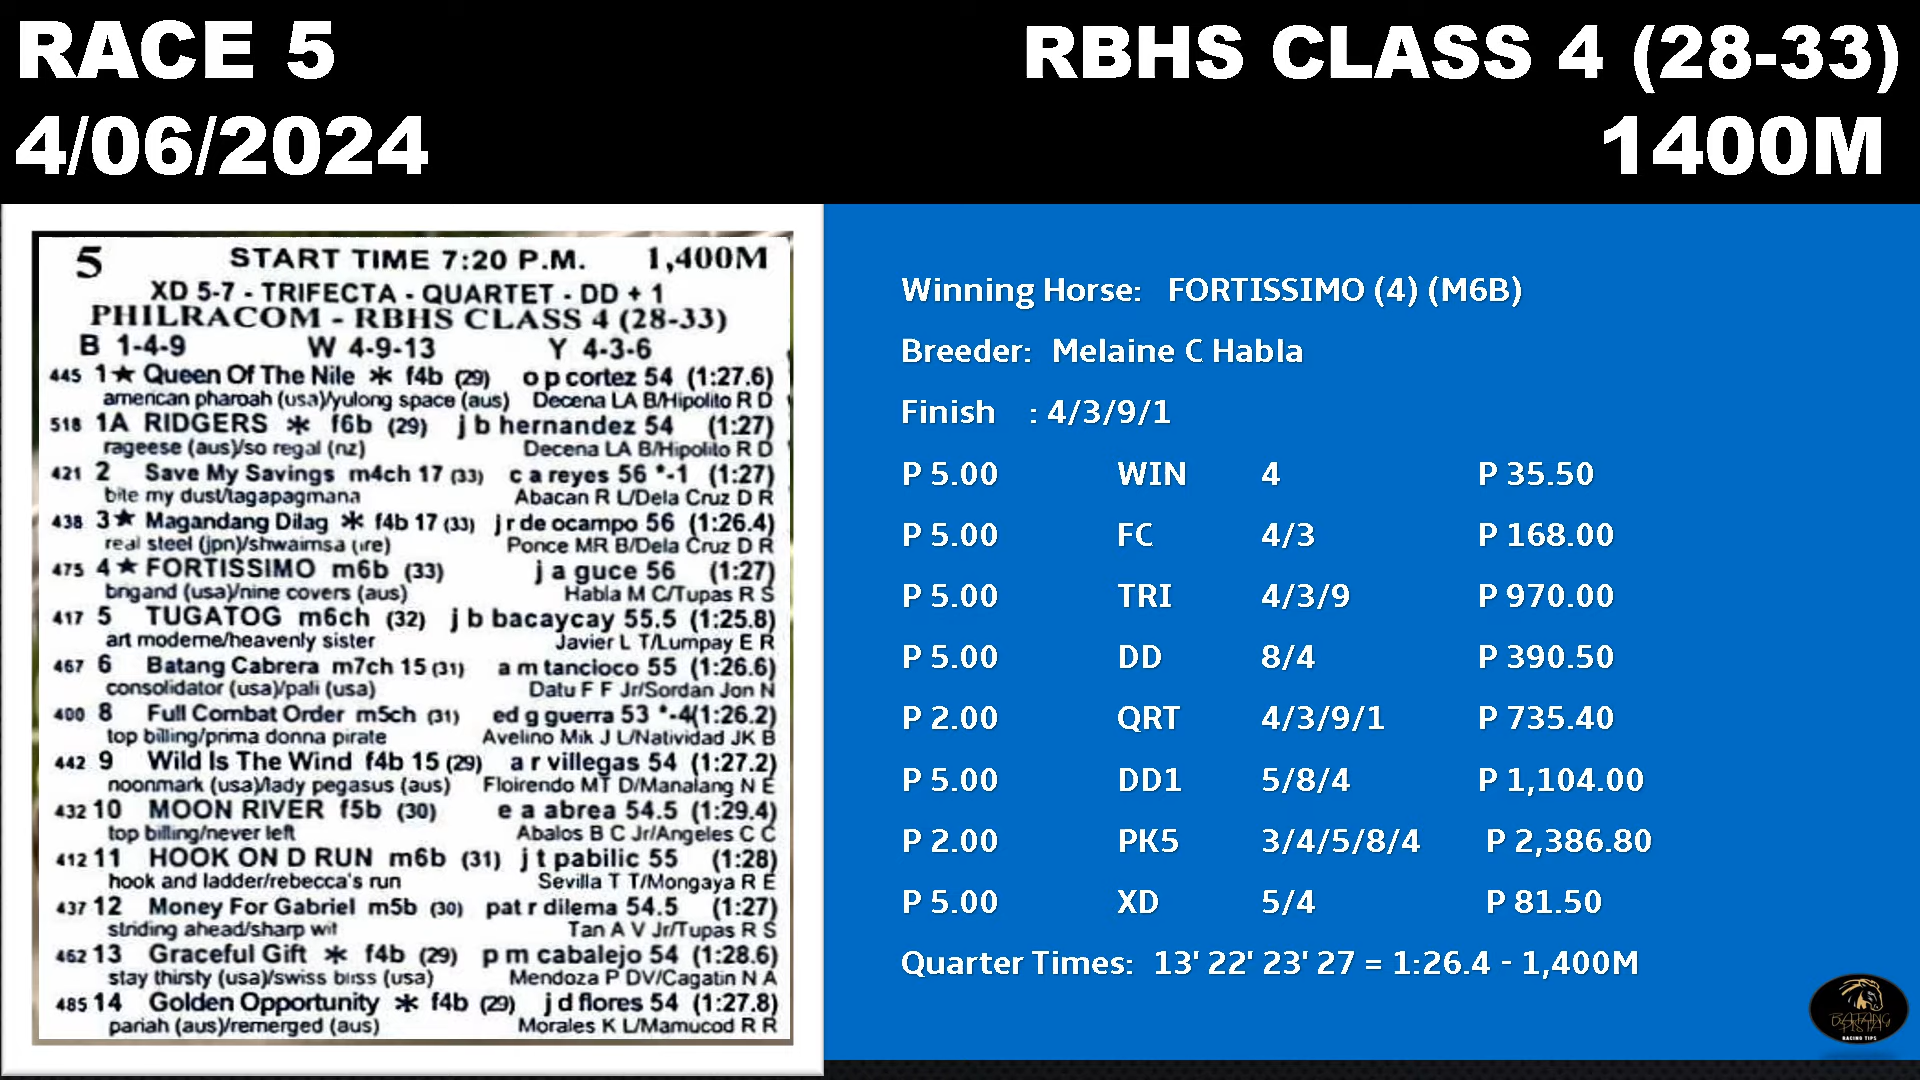 RACE 5
4/06/2024
RBHS CLASS 4 (28-33)
1400M
5 START TIME 7:20 P.M. 1,400M
XD 5-7 - TRIFECTA - QUARTET - DD + 1
PHILRACOM - RBHS CLASS 4 (28-33)
B 1-4-9 W 4-9-13 Y 4-3-6
445 1★ Queen Of The Nile * f4b (29) o p cortez 54 (1:27.6)
american pharoah (usa)/yulong space (aus) Decena LA B/Hipolito R D
518 1A RIDGERS * f6b (29) j b hernandez 54 (1:27)
rageese (aus)/so regal (nz) Decena LA B/Hipolito R D
421 2 Save My Savings m4ch 17 (33) c a reyes 56 *-1 (1:27)
bite my dust/tagapagmana Abacan R L/Dela Cruz D R
438 3★ Magandang Dilag * f4b 17 (33) j r de ocampo 56 (1:26.4)
real steel (jpn)/shwaimsa (ire) Ponce MR B/Dela Cruz D R
475 4★ FORTISSIMO m6b (33) j a guce 56 (1:27)
brigand (usa)/nine covers (aus) Habla M C/Tupas R S
417 5 TUGATOG m6ch (32) j b bacaycay 55.5 (1:25.8)
art moderne/heavenly sister Javier L T/Lumpay E R
467 6 Batang Cabrera m7ch 15 (31) a m tancioco 55 (1:26.6)
consolidator (usa)/pali (usa) Datu F F Jr/Sordan Jon N
400 8 Full Combat Order m5ch (31) ed g guerra 53 *-4(1:26.2)
top billing/prima donna pirate Avelino Mik J L/Natividad JK B
442 9 Wild Is The Wind f4b 15 (29) a r villegas 54 (1:27.2)
noonmark (usa)/lady pegasus (aus) Floirendo MT D/Manalang N E
432 10 MOON RIVER f5b (30) e a abrea 54.5 (1:29.4)
top billing/never left Abalos B C Jr/Angeles C C
412 11 HOOK ON D RUN m6b (31) j t pabilic 55 (1:28)
hook and ladder/rebecca's run Sevilla T T/Mongaya R E
437 12 Money For Gabriel m5b (30) pat r dilema 54.5 (1:27)
striding ahead/sharp wit Tan A V Jr/Tupas R S
462 13 Graceful Gift * f4b (29) p m cabalejo 54 (1:28.6)
stay thirsty (usa)/swiss bliss (usa) Mendoza P DV/Cagatin N A
485 14 Golden Opportunity * f4b (29) j d flores 54 (1:27.8)
pariah (aus)/remerged (aus) Morales K L/Mamucod R R
Winning Horse: FORTISSIMO (4) (M6B)
Breeder: Melaine C Habla
Finish : 4/3/9/1
P 5.00 WIN 4 P 35.50
P 5.00 FC 4/3 P 168.00
P 5.00 TRI 4/3/9 P 970.00
P 5.00 DD 8/4 P 390.50
P 2.00 QRT 4/3/9/1 P 735.40
P 5.00 DD1 5/8/4 P 1,104.00
P 2.00 PK5 3/4/5/8/4 P 2,386.80
P 5.00 XD 5/4 P 81.50
Quarter Times: 13' 22' 23' 27 = 1:26.4 - 1,400M
BATANG
PISTA
RACING TIPS